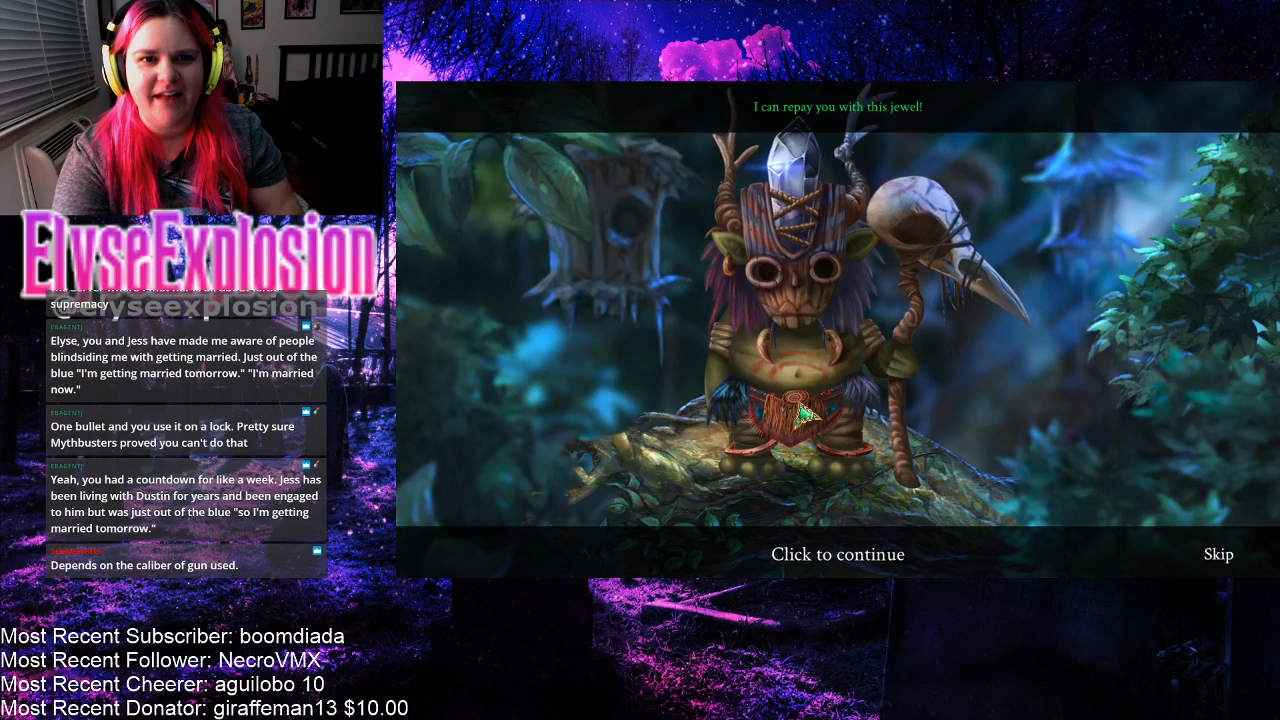 I can repay you with this jewel!
ElyseExplosion
@elyseexplosion
supremacy
EBAGENTJ
Elyse, you and Jess have made me aware of people
blindsiding me with getting married. Just out of the
blue "I'm getting married tomorrow." "I'm married
now."
EBAGENTJ
One bullet and you use it on a lock. Pretty sure
Mythbusters proved you can't do that
EBAGENTJ
Yeah, you had a countdown for like a week. Jess has
been living with Dustin for years and been engaged
to him but was just out of the blue "so I'm getting
married tomorrow."
Depends on the caliber of gun used.
Click to continue
Skip
Most Recent Subscriber: boomdiada
Most Recent Follower: NecroVMX
Most Recent Cheerer: aguilobo 10
Most Recent Donator: giraffeman13 $10.00